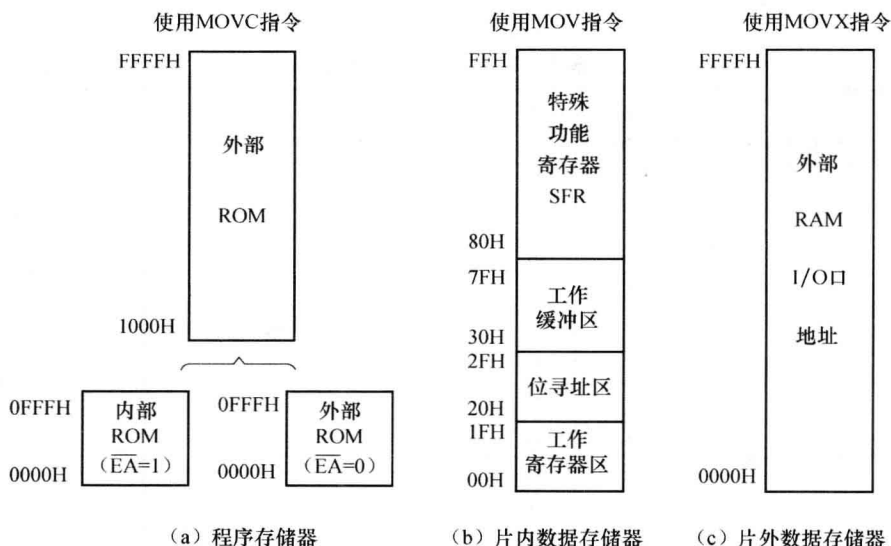 使用MOVC指令
FFFFH
外部
ROM
1000H
0FFFH
内部
ROM
(EA=1)
0000H
0FFFH
外部
ROM
(EA=0)
0000H
(a) 程序存储器
使用MOV指令
FFH
特殊
功能
寄存器
SFR
80H
7FH
工作
缓冲区
30H
2FH
位寻址区
20H
1FH
工作
寄存器区
00H
(b) 片内数据存储器
使用MOVX指令
FFFFH
外部
RAM
I/O口
地址
0000H
(c) 片外数据存储器